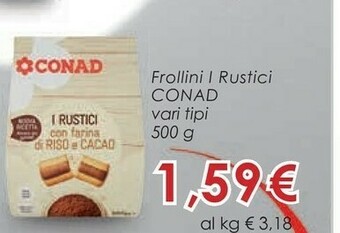 CONAD
NUOVA
RICETTA
I RUSTICI
con farina
di RISO e CACAO
Frollini I Rustici
CONAD
vari tipi
500 g
1,59€
al kg € 3,18